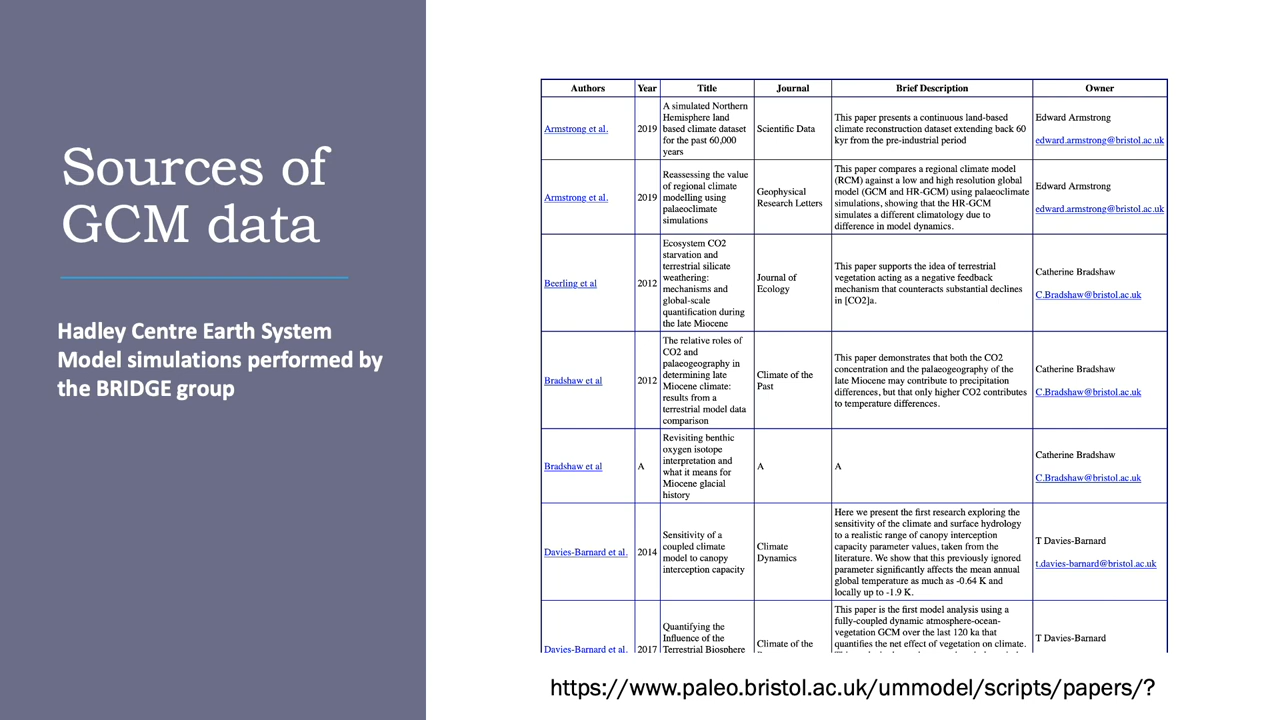 Sources of
GCM data
Hadley Centre Earth System
Model simulations performed by
the BRIDGE group
Authors Year Title Journal Brief Description Owner
Armstrong et al.
2019
A simulated Northern
Hemisphere land
based climate dataset
for the past 60,000
years
Scientific Data
This paper presents a continuous land-based
climate reconstruction dataset extending back 60
kyr from the pre-industrial period
Edward Armstrong
edward.armstrong@bristol.ac.uk
Armstrong et al.
2019
Reassessing the value
of regional climate
modelling using
palaeoclimate
simulations
Geophysical
Research Letters
This paper compares a regional climate model
(RCM) against a low and high resolution global
model (GCM and HR-GCM) using palaeoclimate
simulations, showing that the HR-GCM
simulates a different climatology due to
difference in model dynamics.
Edward Armstrong
edward.armstrong@bristol.ac.uk
Beerling et al
2012
Ecosystem CO2
starvation and
terrestrial silicate
weathering:
mechanisms and
global-scale
quantification during
the late Miocene
Journal of
Ecology
This paper supports the idea of terrestrial
vegetation acting as a negative feedback
mechanism that counteracts substantial declines
in [CO2]a.
Catherine Bradshaw
C.Bradshaw@bristol.ac.uk
Bradshaw et al
2012
The relative roles of
CO2 and
palaeogeography in
determining late
Miocene climate:
results from a
terrestrial model data
comparison
Climate of the
Past
This paper demonstrates that both the CO2
concentration and the palaeogeography of the
late Miocene may contribute to precipitation
differences, but that only higher CO2 contributes
to temperature differences.
Catherine Bradshaw
C.Bradshaw@bristol.ac.uk
Bradshaw et al
A
Revisiting benthic
oxygen isotope
interpretation and
what it means for
Miocene glacial
history
A
A
Catherine Bradshaw
C.Bradshaw@bristol.ac.uk
Davies-Barnard et al.
2014
Sensitivity of a
coupled climate
model to canopy
interception capacity
Climate
Dynamics
Here we present the first research exploring the
sensitivity of the climate and surface hydrology
to a realistic range of canopy interception
capacity parameter values, taken from the
literature. We show that this previously ignored
parameter significantly affects the mean annual
global temperature as much as -0.64 K and
locally up to -1.9 K.
T Davies-Barnard
t.davies-barnard@bristol.ac.uk
Davies-Barnard et al.
2017
Quantifying the
Influence of the
Terrestrial Biosphere
Climate of the
This paper is the first model analysis using a
fully-coupled dynamic atmosphere-ocean-
vegetation GCM over the last 120 ka that
quantifies the net effect of vegetation on climate.
T Davies-Barnard
https://www.paleo.bristol.ac.uk/ummodel/scripts/papers/?